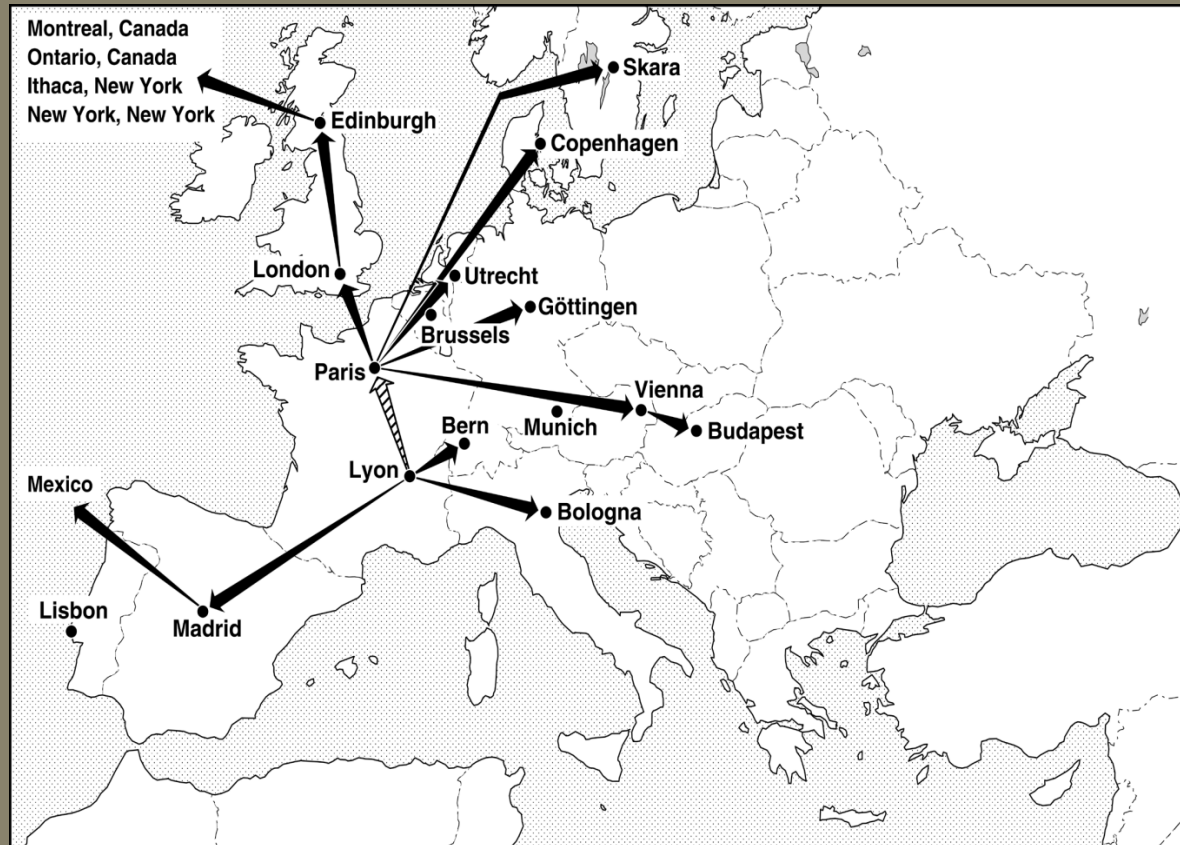 Montreal, Canada
Ontario, Canada
Ithaca, New York
New York, New York
Skara
Edinburgh
Copenhagen
London
Utrecht
Göttingen
Brussels
Paris
Vienna
Munich
Bern
Budapest
Lyon
Mexico
Bologna
Lisbon
Madrid